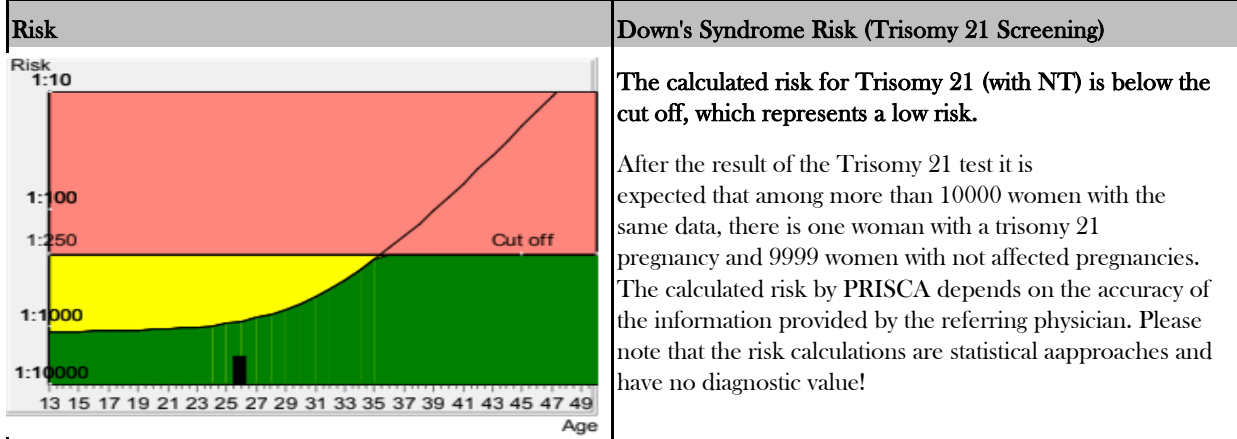 Risk
Down's Syndrome Risk (Trisomy 21 Screening)
Risk
1:10
1:100
1:250
Cut off
1:1000
1:10000
13 15 17 19 21 23 25 27 29 31 33 35 37 39 41 43 45 47 49
Age
The calculated risk for Trisomy 21 (with NT) is below the
cut off, which represents a low risk.
After the result of the Trisomy 21 test it is
expected that among more than 10000 women with the
same data, there is one woman with a trisomy 21
pregnancy and 9999 women with not affected pregnancies.
The calculated risk by PRISCA depends on the accuracy of
the information provided by the referring physician. Please
note that the risk calculations are statistical aapproaches and
have no diagnostic value!